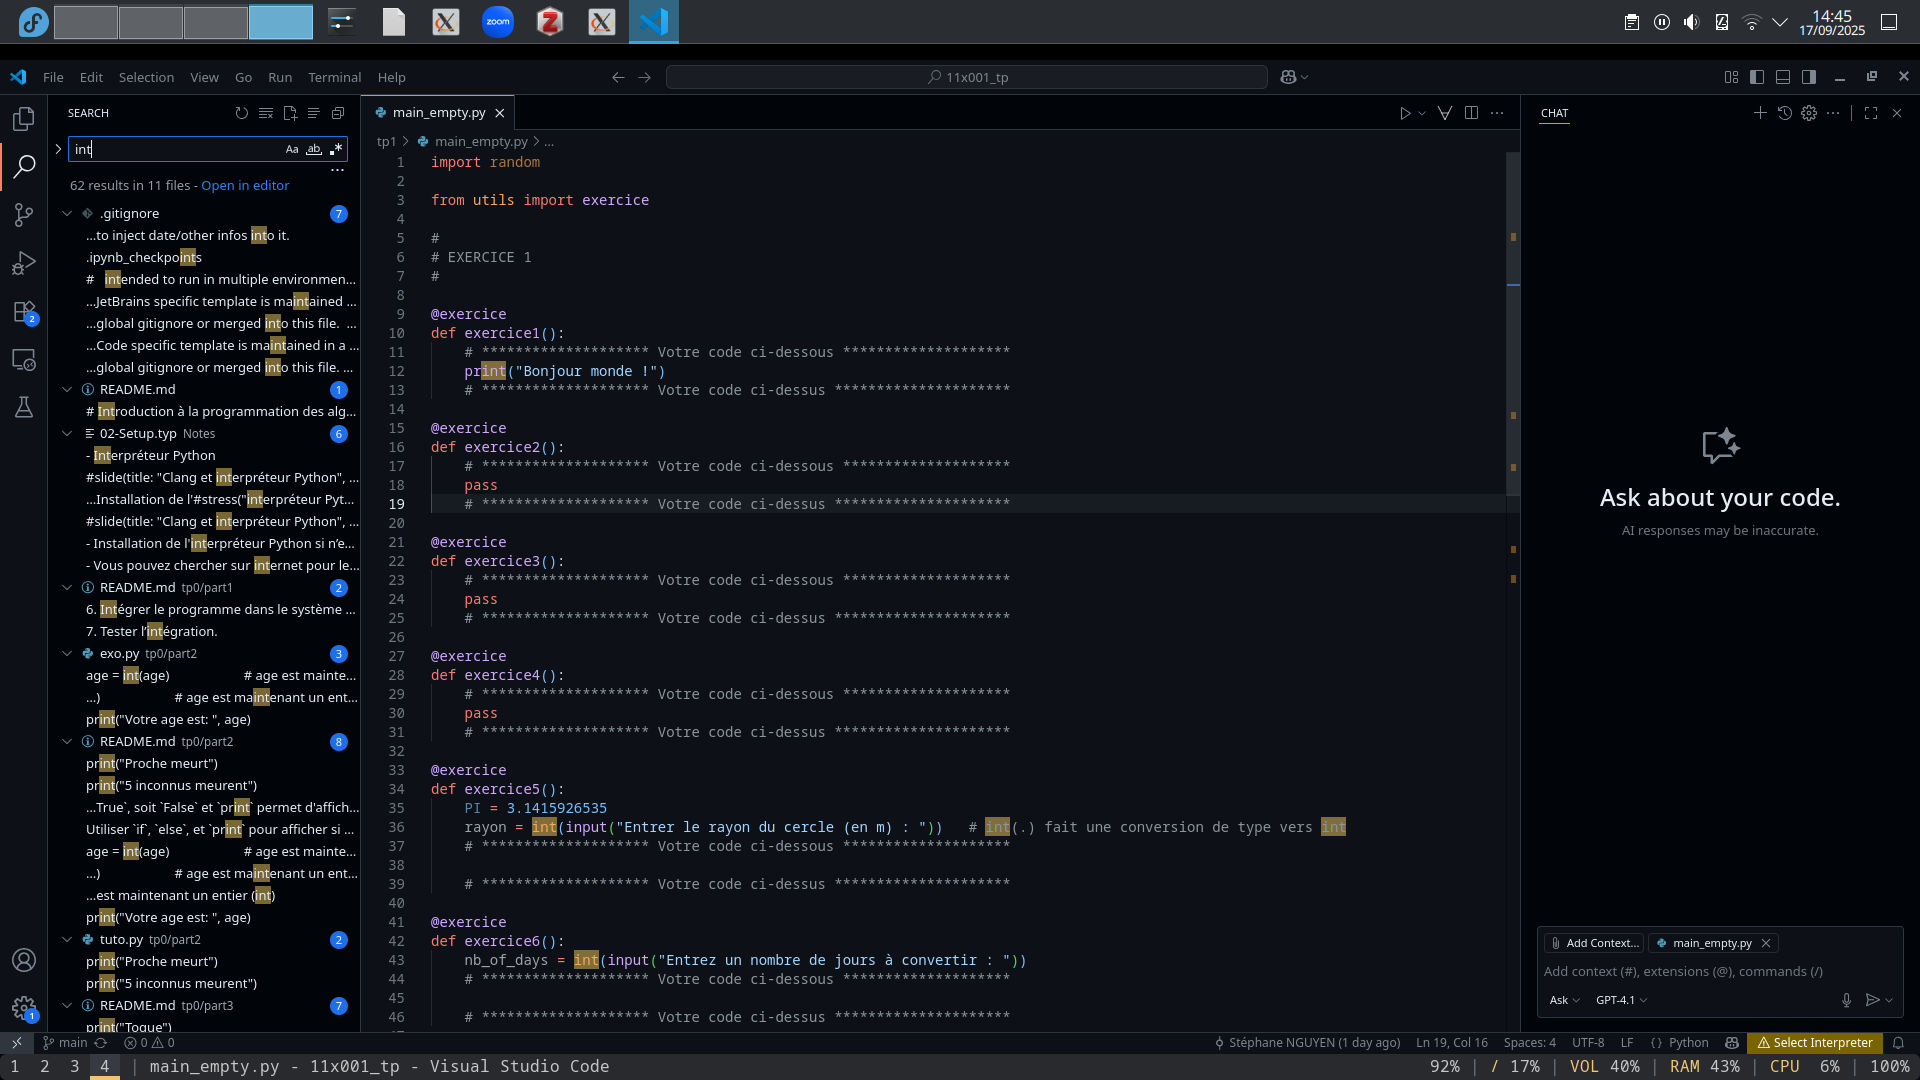 zoom
14:45
17/09/2025
File Edit Selection View Go Run Terminal Help
11x001_tp
SEARCH
int
Aa ab
62 results in 11 files - Open in editor
.gitignore 7
...to inject date/other infos into it.
.ipynb_checkpoints
# intended to run in multiple environmen...
...JetBrains specific template is maintained ...
...global gitignore or merged into this file. ...
...Code specific template is maintained in a ...
...global gitignore or merged into this file. ...
README.md 1
# Introduction à la programmation des alg...
02-Setup.typ Notes 6
- Interpréteur Python
#slide(title: "Clang et interpréteur Python", ...
...Installation de l'#stress("interpréteur Pyt...
#slide(title: "Clang et interpréteur Python", ...
- Installation de l'interpréteur Python si n'e...
- Vous pouvez chercher sur internet pour le...
README.md tp0/part1 2
6. Intégrer le programme dans le système ...
7. Tester l'intégration.
exo.py tp0/part2 3
age = int(age) # age est mainte...
...) # age est maintenant un ent...
print("Votre age est: ", age)
README.md tp0/part2 8
print("Proche meurt")
print("5 inconnus meurent")
...True`, soit `False` et `print` permet d'affich...
Utiliser `if`, `else`, et `print` pour afficher si ...
age = int(age) # age est mainte...
...) # age est maintenant un ent...
...est maintenant un entier (int)
print("Votre age est: ", age)
tuto.py tp0/part2 2
print("Proche meurt")
print("5 inconnus meurent")
README.md tp0/part3 7
print("Toque")
main_empty.py
tp1 > main_empty.py > ...
1 import random
2
3 from utils import exercice
4
5 #
6 # EXERCICE 1
7 #
8
9 @exercice
10 def exercice1():
11 # ******************** Votre code ci-dessous ********************
12 print("Bonjour monde !")
13 # ******************** Votre code ci-dessus *********************
14
15 @exercice
16 def exercice2():
17 # ******************** Votre code ci-dessous ********************
18 pass
19 # ******************** Votre code ci-dessus *********************
20
21 @exercice
22 def exercice3():
23 # ******************** Votre code ci-dessous ********************
24 pass
25 # ******************** Votre code ci-dessus *********************
26
27 @exercice
28 def exercice4():
29 # ******************** Votre code ci-dessous ********************
30 pass
31 # ******************** Votre code ci-dessus *********************
32
33 @exercice
34 def exercice5():
35 PI = 3.1415926535
36 rayon = int(input("Entrer le rayon du cercle (en m) : ")) # int(.) fait une conversion de type vers int
37 # ******************** Votre code ci-dessous ********************
38
39 # ******************** Votre code ci-dessus *********************
40
41 @exercice
42 def exercice6():
43 nb_of_days = int(input("Entrez un nombre de jours à convertir : "))
44 # ******************** Votre code ci-dessous ********************
45
46 # ******************** Votre code ci-dessus *********************
CHAT
Ask about your code.
AI responses may be inaccurate.
Add Context... main_empty.py
Add context (#), extensions (@), commands (/)
Ask GPT-4.1
2
1
main 0 0
Stéphane NGUYEN (1 day ago) Ln 19, Col 16 Spaces: 4 UTF-8 LF {} Python Select Interpreter
1 2 3 4 | main_empty.py - 11x001_tp - Visual Studio Code
92% | / 17% | VOL 40% | RAM 43% | CPU 6% | 100%